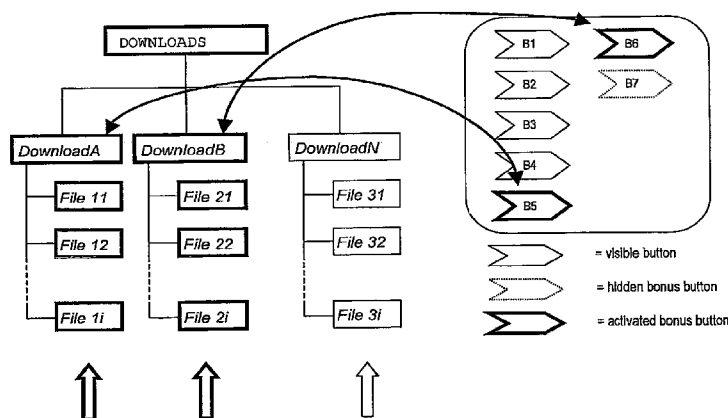 DOWNLOADS
DownloadA
DownloadB
DownloadN
File 11
File 21
File 31
File 12
File 22
File 32
File 1i
File 2i
File 3i
B1
B6
B2
B7
B3
B4
B5
= visible button
= hidden bonus button
= activated bonus button